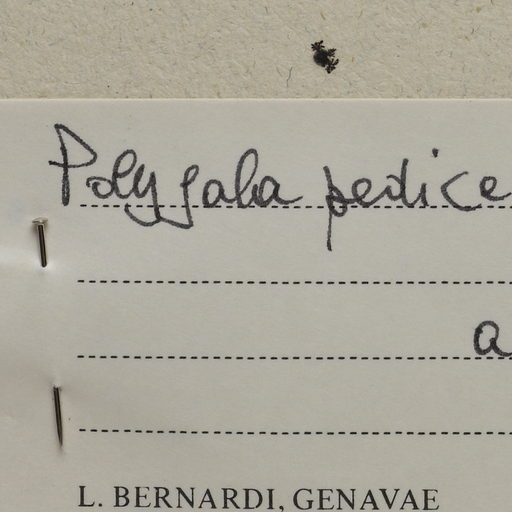 Polygala pedice
a
L. BERNARDI, GENAVAE